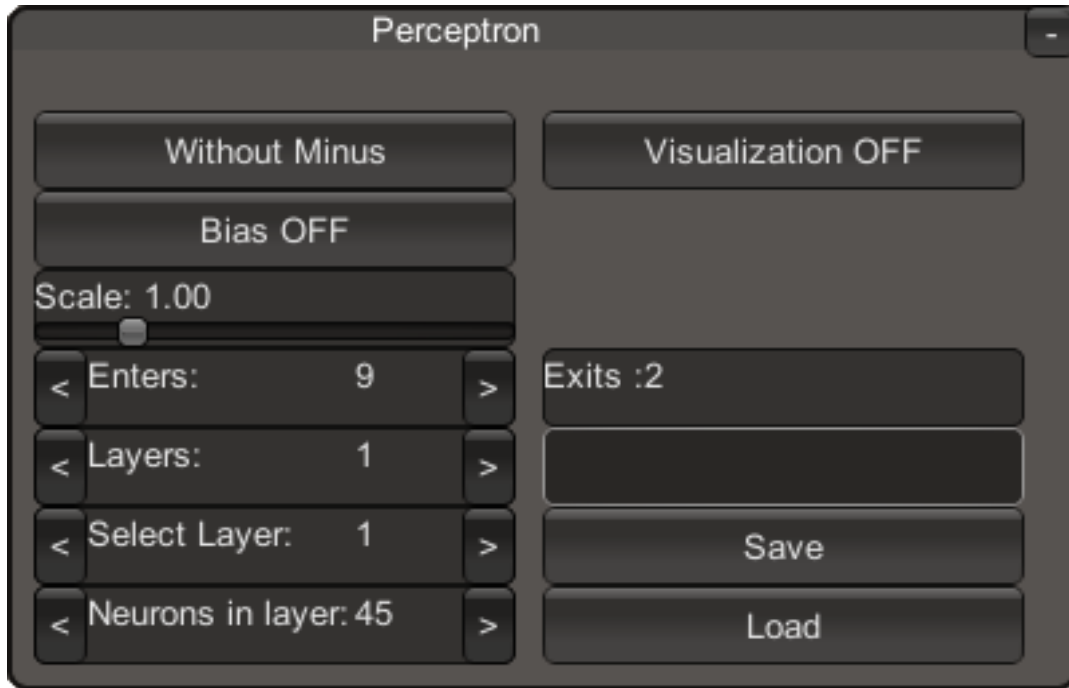 Perceptron
-
Without Minus
Visualization OFF
Bias OFF
Scale: 1.00
< Enters: 9 >
Exits :2
< Layers: 1 >
< Select Layer: 1 >
Save
< Neurons in layer: 45 >
Load